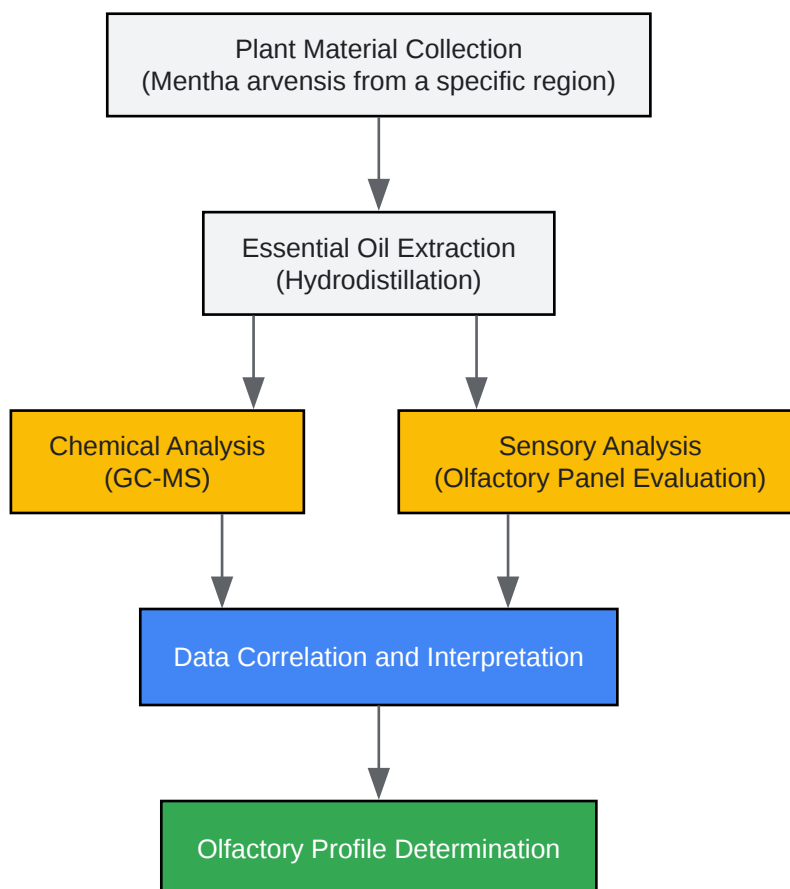 Plant Material Collection
(Mentha arvensis from a specific region)
Essential Oil Extraction
(Hydrodistillation)
Chemical Analysis
(GC-MS)
Sensory Analysis
(Olfactory Panel Evaluation)
Data Correlation and Interpretation
Olfactory Profile Determination